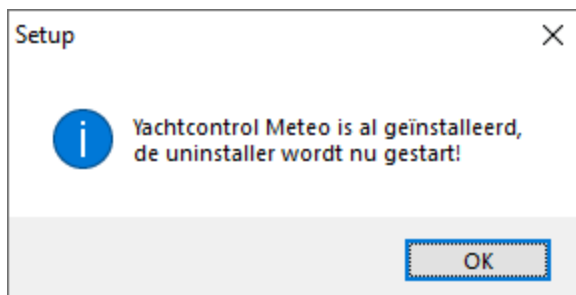 Setup
Yachtcontrol Meteo is al geïnstalleerd,
de uninstaller wordt nu gestart!
OK